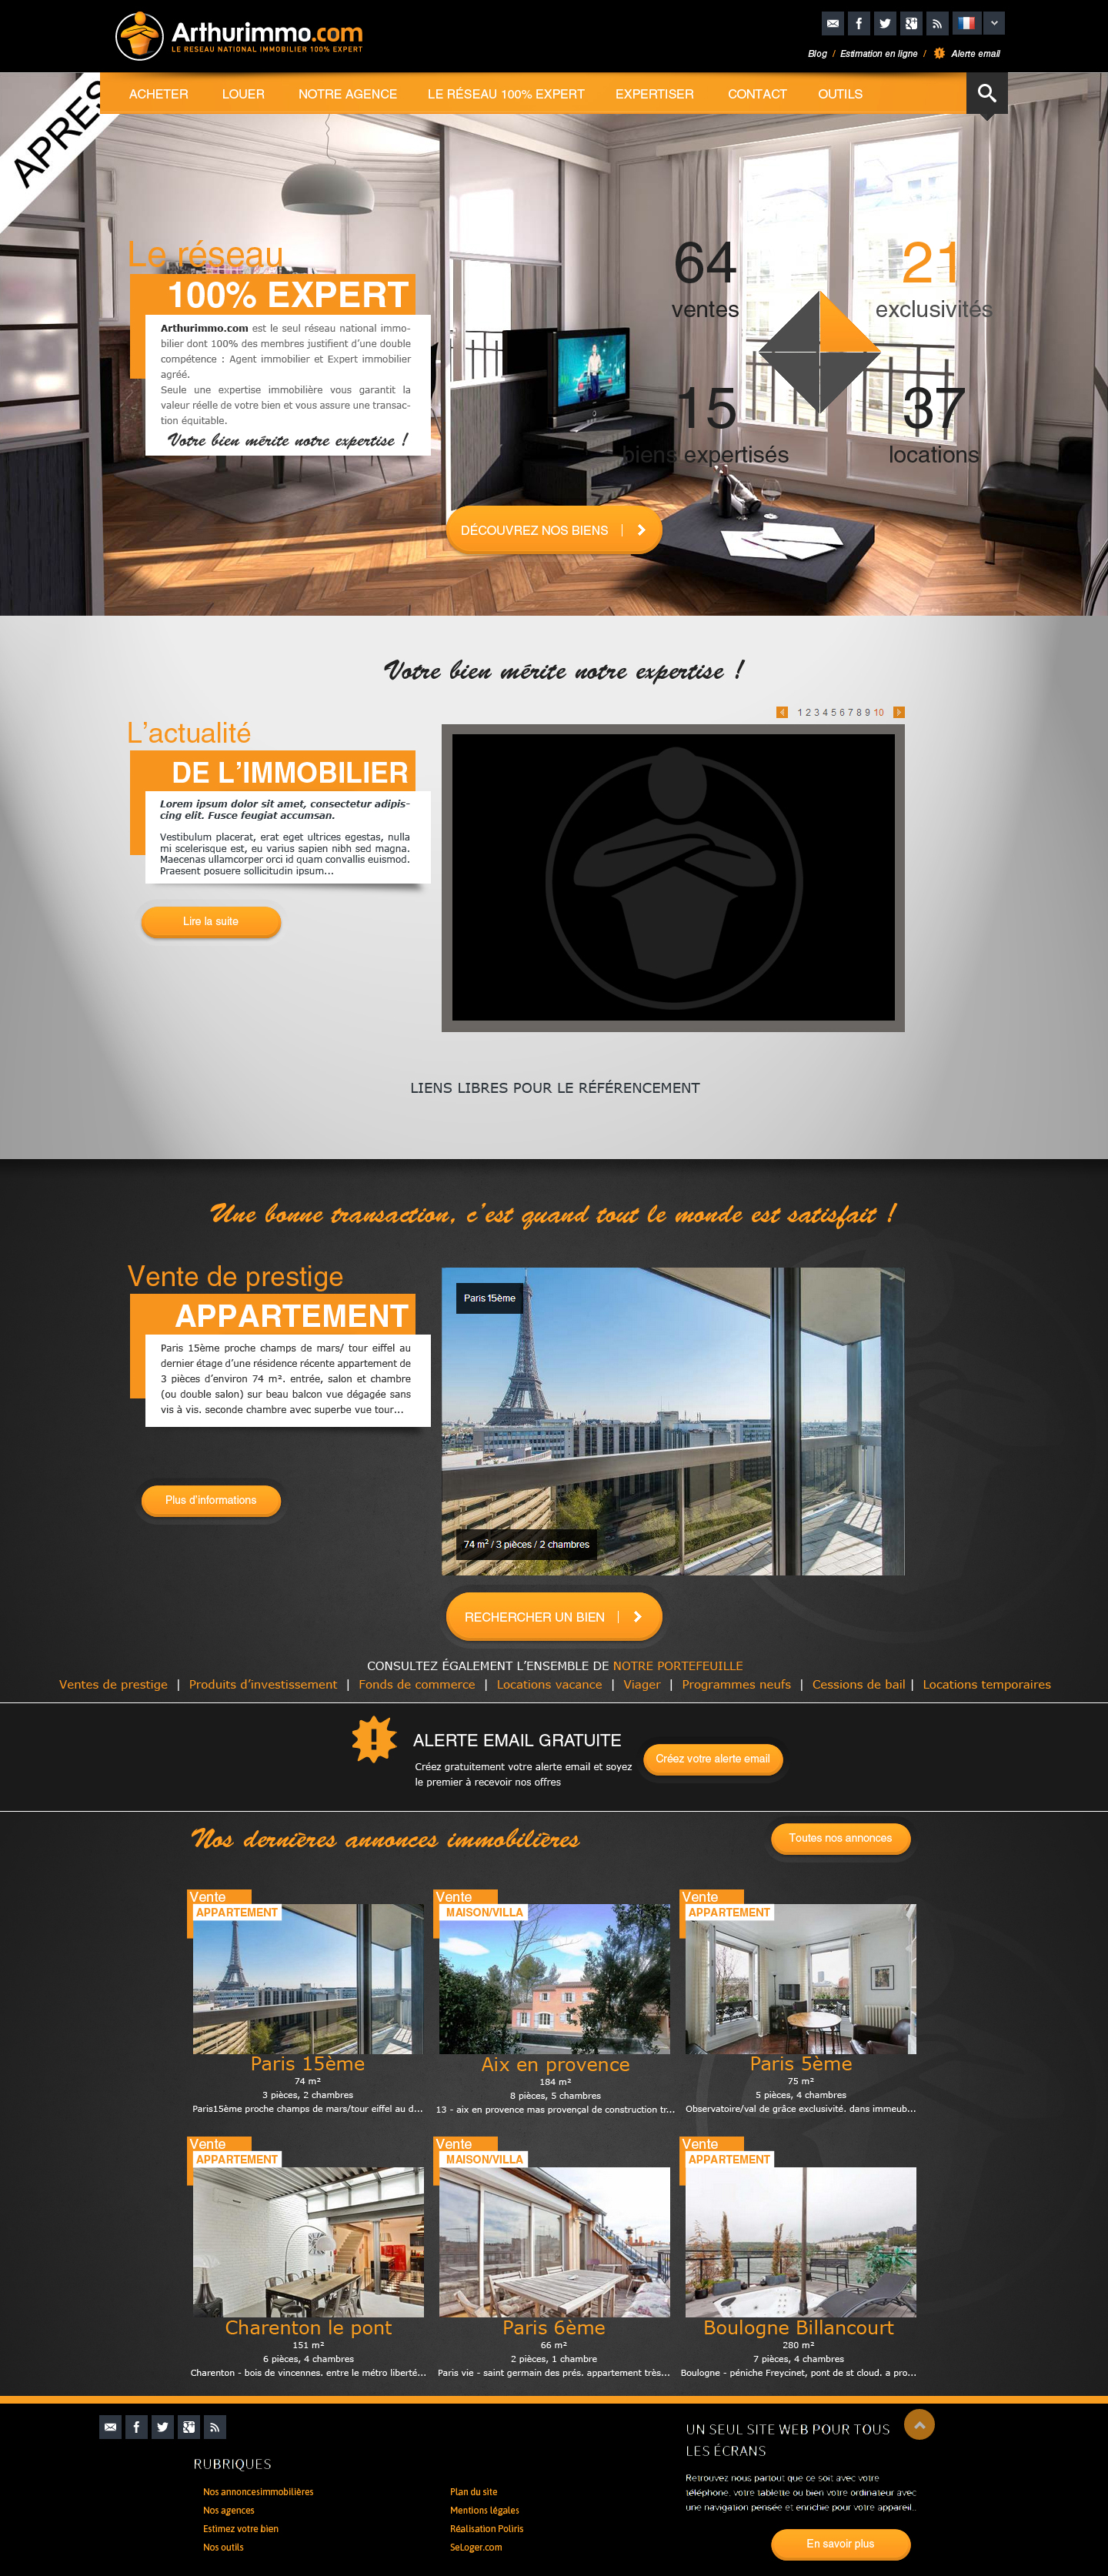 Arthurimmo.com
LE RESEAU NATIONAL IMMOBILIER 100% EXPERT
Blog / Estimation en ligne / Alerte email
APRES
ACHETER LOUER NOTRE AGENCE LE RÉSEAU 100% EXPERT EXPERTISER CONTACT OUTILS
Le réseau
100% EXPERT
Arthurimmo.com est le seul réseau national immo-
bilier dont 100% des membres justifient d'une double
compétence : Agent immobilier et Expert immobilier
agréé.
Seule une expertise immobilière vous garantit la
valeur réelle de votre bien et vous assure une transac-
tion équitable.
Votre bien mérite notre expertise !
64
ventes
21
exclusivités
15
biens expertisés
37
locations
DÉCOUVREZ NOS BIENS
Votre bien mérite notre expertise !
1 2 3 4 5 6 7 8 9 10
L'actualité
DE L'IMMOBILIER
Lorem ipsum dolor sit amet, consectetur adipis-
cing elit. Fusce feugiat accumsan.
Vestibulum placerat, erat eget ultrices egestas, nulla
mi scelerisque est, eu varius sapien nibh sed magna.
Maecenas ullamcorper orci id quam convallis euismod.
Praesent posuere sollicitudin ipsum...
Lire la suite
LIENS LIBRES POUR LE RÉFÉRENCEMENT
Une bonne transaction, c'est quand tout le monde est satisfait !
Vente de prestige
APPARTEMENT
Paris 15ème proche champs de mars/ tour eiffel au
dernier étage d'une résidence récente appartement de
3 pièces d'environ 74 m². entrée, salon et chambre
(ou double salon) sur beau balcon vue dégagée sans
vis à vis. seconde chambre avec superbe vue tour...
Plus d'informations
Paris 15ème
74 m² / 3 pièces / 2 chambres
RECHERCHER UN BIEN
CONSULTEZ ÉGALEMENT L'ENSEMBLE DE NOTRE PORTEFEUILLE
Ventes de prestige | Produits d'investissement | Fonds de commerce | Locations vacance | Viager | Programmes neufs | Cessions de bail | Locations temporaires
ALERTE EMAIL GRATUITE
Créez gratuitement votre alerte email et soyez
le premier à recevoir nos offres
Créez votre alerte email
Nos dernières annonces immobilières
Toutes nos annonces
Vente
APPARTEMENT
Paris 15ème
74 m²
3 pièces, 2 chambres
Paris15ème proche champs de mars/tour eiffel au d...
Vente
MAISON/VILLA
Aix en provence
184 m²
8 pièces, 5 chambres
13 - aix en provence mas provençal de construction tr...
Vente
APPARTEMENT
Paris 5ème
75 m²
5 pièces, 4 chambres
Observatoire/val de grâce exclusivité. dans immeub...
Vente
APPARTEMENT
Charenton le pont
151 m²
6 pièces, 4 chambres
Charenton - bois de vincennes. entre le métro liberté...
Vente
MAISON/VILLA
Paris 6ème
66 m²
2 pièces, 1 chambre
Paris vie - saint germain des prés. appartement très...
Vente
APPARTEMENT
Boulogne Billancourt
280 m²
7 pièces, 4 chambres
Boulogne - péniche Freycinet, pont de st cloud. a pro...
RUBRIQUES
Nos annoncesimmobilières
Nos agences
Estimez votre bien
Nos outils
Plan du site
Mentions légales
Réalisation Poliris
SeLoger.com
UN SEUL SITE WEB POUR TOUS
LES ÉCRANS
Retrouvez nous partout que ce soit avec votre
téléphone, votre tablette ou bien votre ordinateur avec
une navigation pensée et enrichie pour votre appareil..
En savoir plus